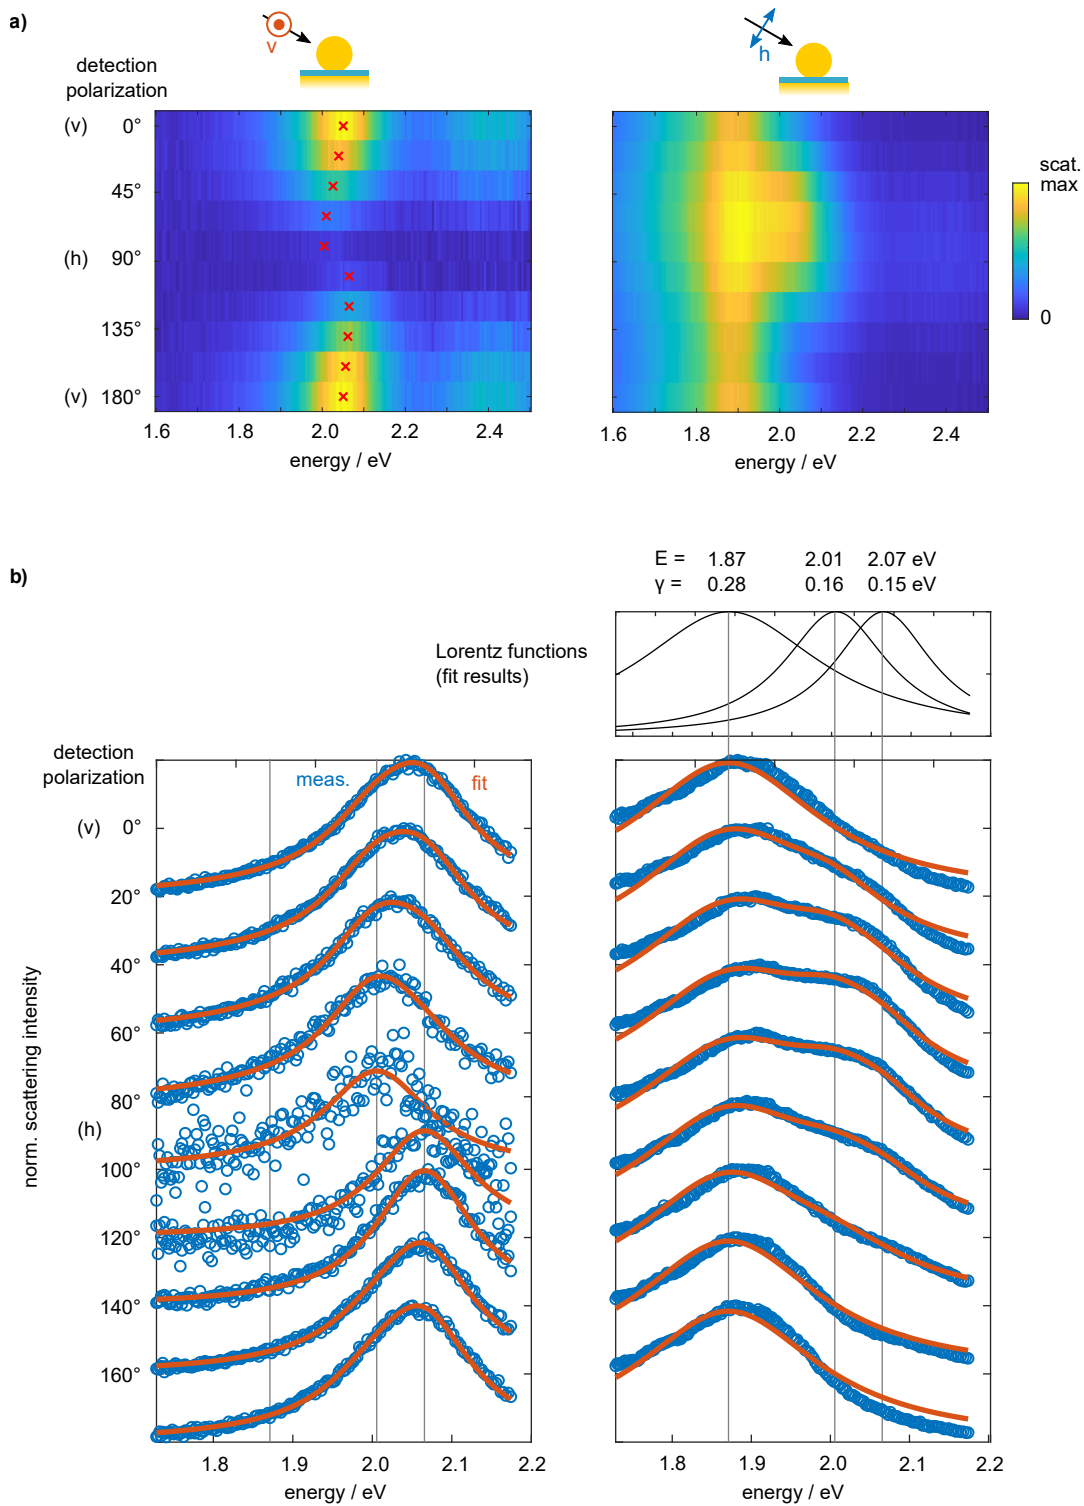 a)
v
h
detection
polarization
(v) 0°
45°
(h) 90°
135°
(v) 180°
1.6 1.8 2.0 2.2 2.4
energy / eV
1.6 1.8 2.0 2.2 2.4
energy / eV
scat.
max
0
b)
E = 1.87 2.01 2.07 eV
γ = 0.28 0.16 0.15 eV
Lorentz functions
(fit results)
detection
polarization
meas. fit
(v) 0°
20°
40°
60°
80°
(h)
100°
120°
140°
160°
norm. scattering intensity
1.8 1.9 2.0 2.1 2.2
energy / eV
1.8 1.9 2.0 2.1 2.2
energy / eV